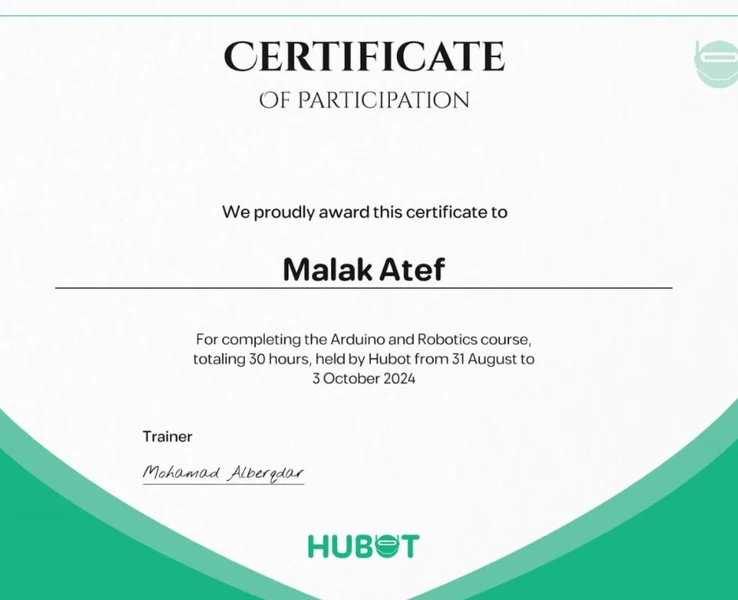 CERTIFICATE
OF PARTICIPATION
We proudly award this certificate to
Malak Atef
For completing the Arduino and Robotics course,
totaling 30 hours, held by Hubot from 31 August to
3 October 2024
Trainer
Mohamad Alberqdar
HUBOT